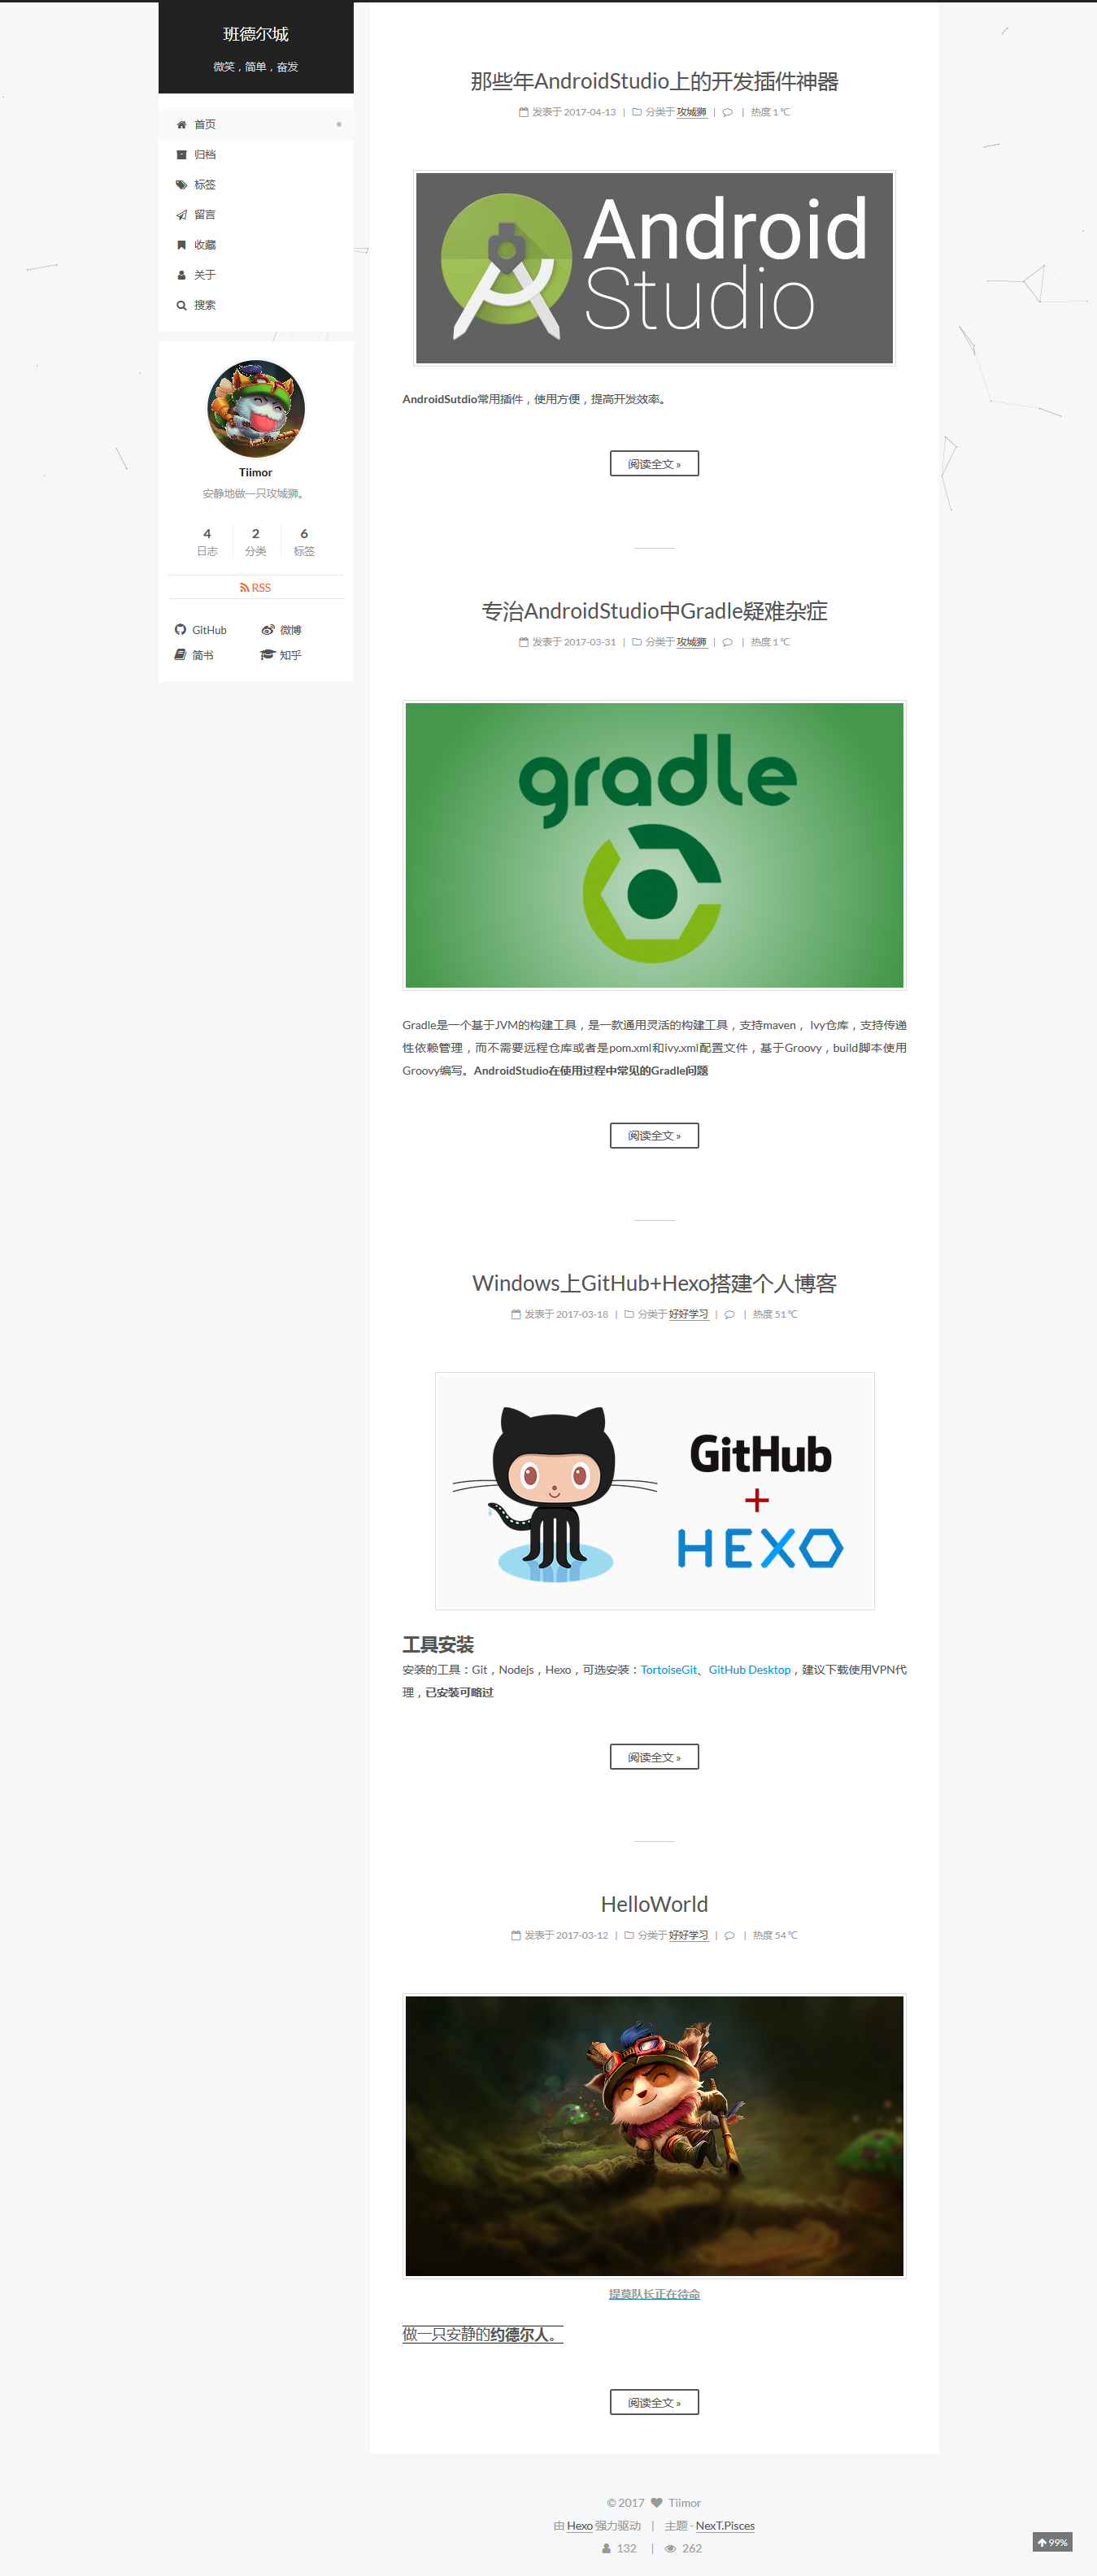 班德尔城
微笑，简单，奋发
首页
归档
标签
留言
收藏
关于
搜索
Tiimor
安静地做一只攻城狮。
4 2 6
日志 分类 标签
RSS
GitHub 微博
简书 知乎
那些年AndroidStudio上的开发插件神器
发表于 2017-04-13 | 分类于 攻城狮 | | 热度 1 ℃
Android
Studio
AndroidSutdio常用插件，使用方便，提高开发效率。
阅读全文 »
专治AndroidStudio中Gradle疑难杂症
发表于 2017-03-31 | 分类于 攻城狮 | | 热度 1 ℃
gradle
Gradle是一个基于JVM的构建工具，是一款通用灵活的构建工具，支持maven， Ivy仓库，支持传递
性依赖管理，而不需要远程仓库或者是pom.xml和ivy.xml配置文件，基于Groovy，build脚本使用
Groovy编写。AndroidStudio在使用过程中常见的Gradle问题
阅读全文 »
Windows上GitHub+Hexo搭建个人博客
发表于 2017-03-18 | 分类于 好好学习 | | 热度 51 ℃
GitHub
+
HEXO
工具安装
安装的工具：Git，Nodejs，Hexo，可选安装：TortoiseGit、GitHub Desktop，建议下载使用VPN代
理，已安装可略过
阅读全文 »
HelloWorld
发表于 2017-03-12 | 分类于 好好学习 | | 热度 54 ℃
提莫队长正在待命
做一只安静的约德尔人。
阅读全文 »
© 2017 Tiimor
由 Hexo 强力驱动 | 主题 - NexT.Pisces
132 | 262
99%